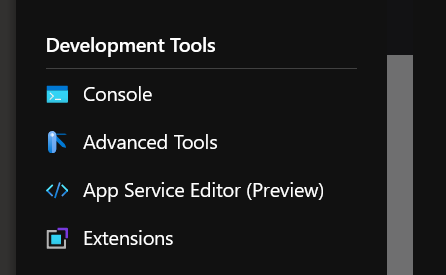 Development Tools
Console
Advanced Tools
App Service Editor (Preview)
Extensions